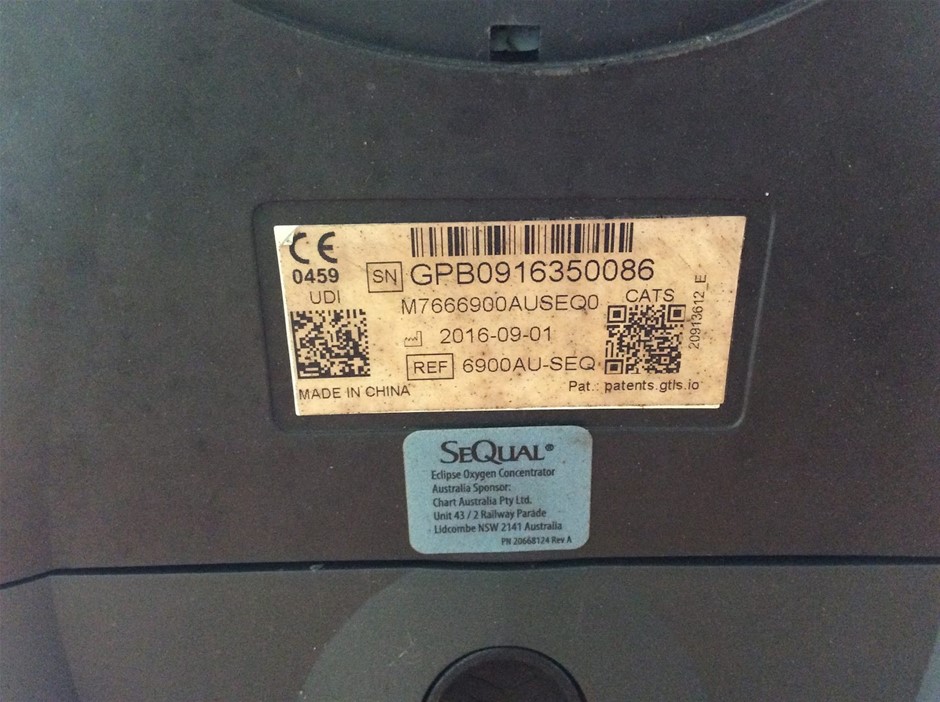 CE
0459
SN GPB0916350086
UDI
M7666900AUSEQ0
CATS
2016-09-01
REF 6900AU-SEQ
20913612_E
MADE IN CHINA
Pat.: patents.gtls.io
SEQUAL®
Eclipse Oxygen Concentrator
Australia Sponsor:
Chart Australia Pty Ltd.
Unit 43 / 2 Railway Parade
Lidcombe NSW 2141 Australia
PN 20668124 Rev A